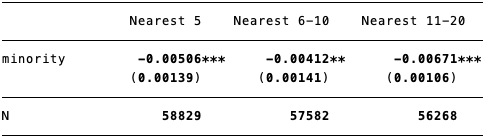 Nearest 5 Nearest 6-10 Nearest 11-20
minority -0.00506*** -0.00412** -0.00671***
(0.00139) (0.00141) (0.00106)
N 58829 57582 56268